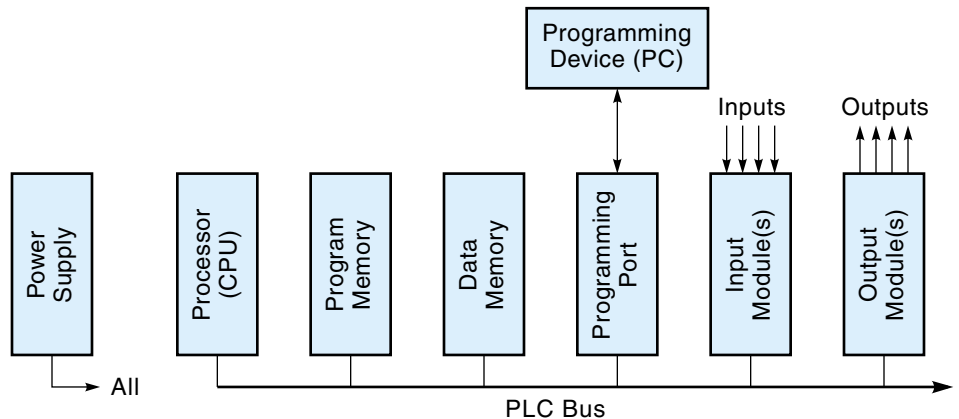 Programming
Device (PC)
Inputs
Outputs
Power
Supply
Processor
(CPU)
Program
Memory
Data
Memory
Programming
Port
Input
Module(s)
Output
Module(s)
All
PLC Bus